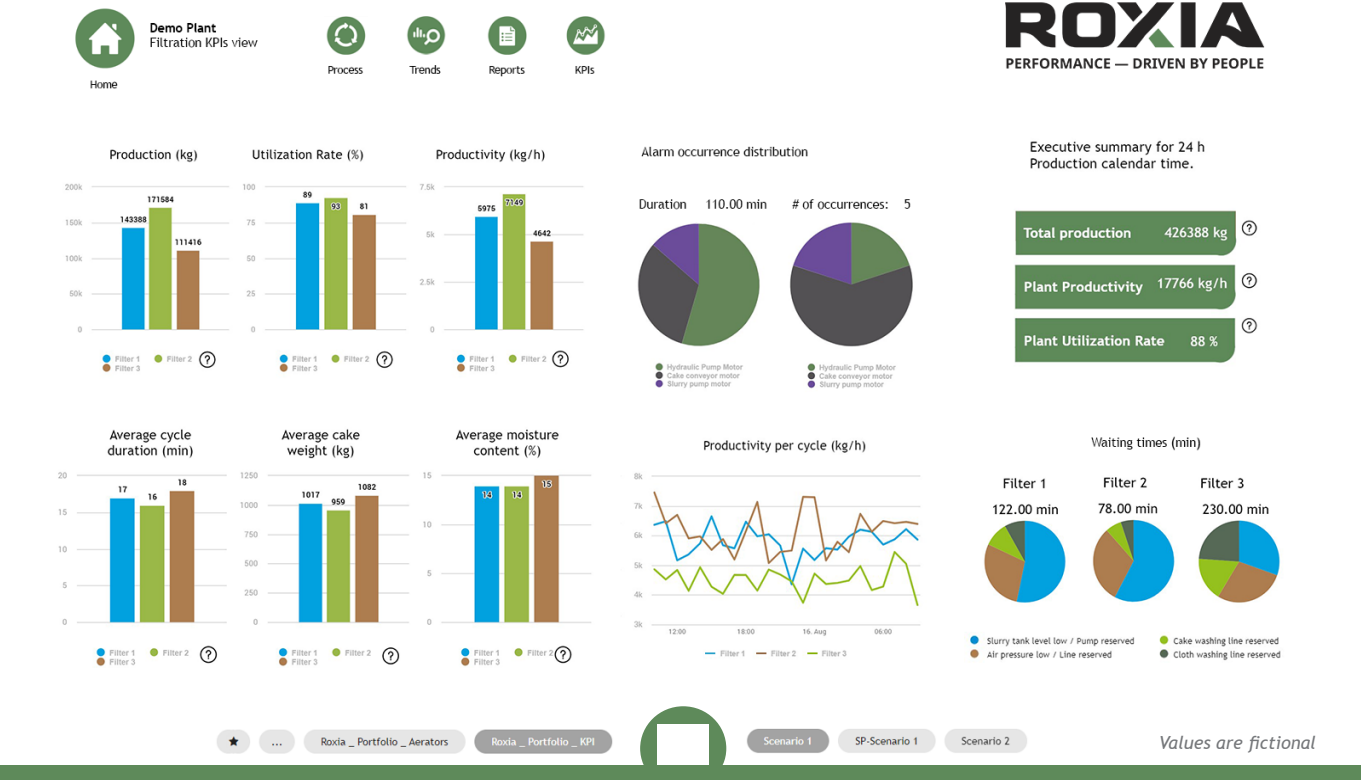 Demo Plant
Filtration KPIs view
Home
Process
Trends
Reports
KPIs
ROXIA
PERFORMANCE — DRIVEN BY PEOPLE
Production (kg)
200k
150k
100k
50k
0
143388
171584
111416
Filter 1
Filter 2
Filter 3
?
Utilization Rate (%)
100
75
50
25
0
89
93
81
Filter 1
Filter 2
Filter 3
?
Productivity (kg/h)
7.5k
5k
2.5k
0
5975
7149
4642
Filter 1
Filter 2
Filter 3
?
Alarm occurrence distribution
Duration 110.00 min
# of occurrences: 5
Hydraulic Pump Motor
Cake conveyor motor
Slurry pump motor
Hydraulic Pump Motor
Cake conveyor motor
Slurry pump motor
Executive summary for 24 h
Production calendar time.
Total production 426388 kg
?
Plant Productivity 17766 kg/h
?
Plant Utilization Rate 88 %
?
Average cycle
duration (min)
20
15
10
5
0
17
16
18
Filter 1
Filter 2
Filter 3
?
Average cake
weight (kg)
1250
1000
750
500
250
0
1017
959
1082
Filter 1
Filter 2
Filter 3
?
Average moisture
content (%)
15
10
5
0
14
14
15
Filter 1
Filter 2
Filter 3
?
Productivity per cycle (kg/h)
8k
7k
6k
5k
4k
3k
12:00
18:00
16. Aug
06:00
Filter 1
Filter 2
Filter 3
Waiting times (min)
Filter 1
122.00 min
Filter 2
78.00 min
Filter 3
230.00 min
Slurry tank level low / Pump reserved
Air pressure low / Line reserved
Cake washing line reserved
Cloth washing line reserved
...
Roxia _ Portfolio _ Aerators
Roxia _ Portfolio _ KPI
Scenario 1
SP-Scenario 1
Scenario 2
Values are fictional